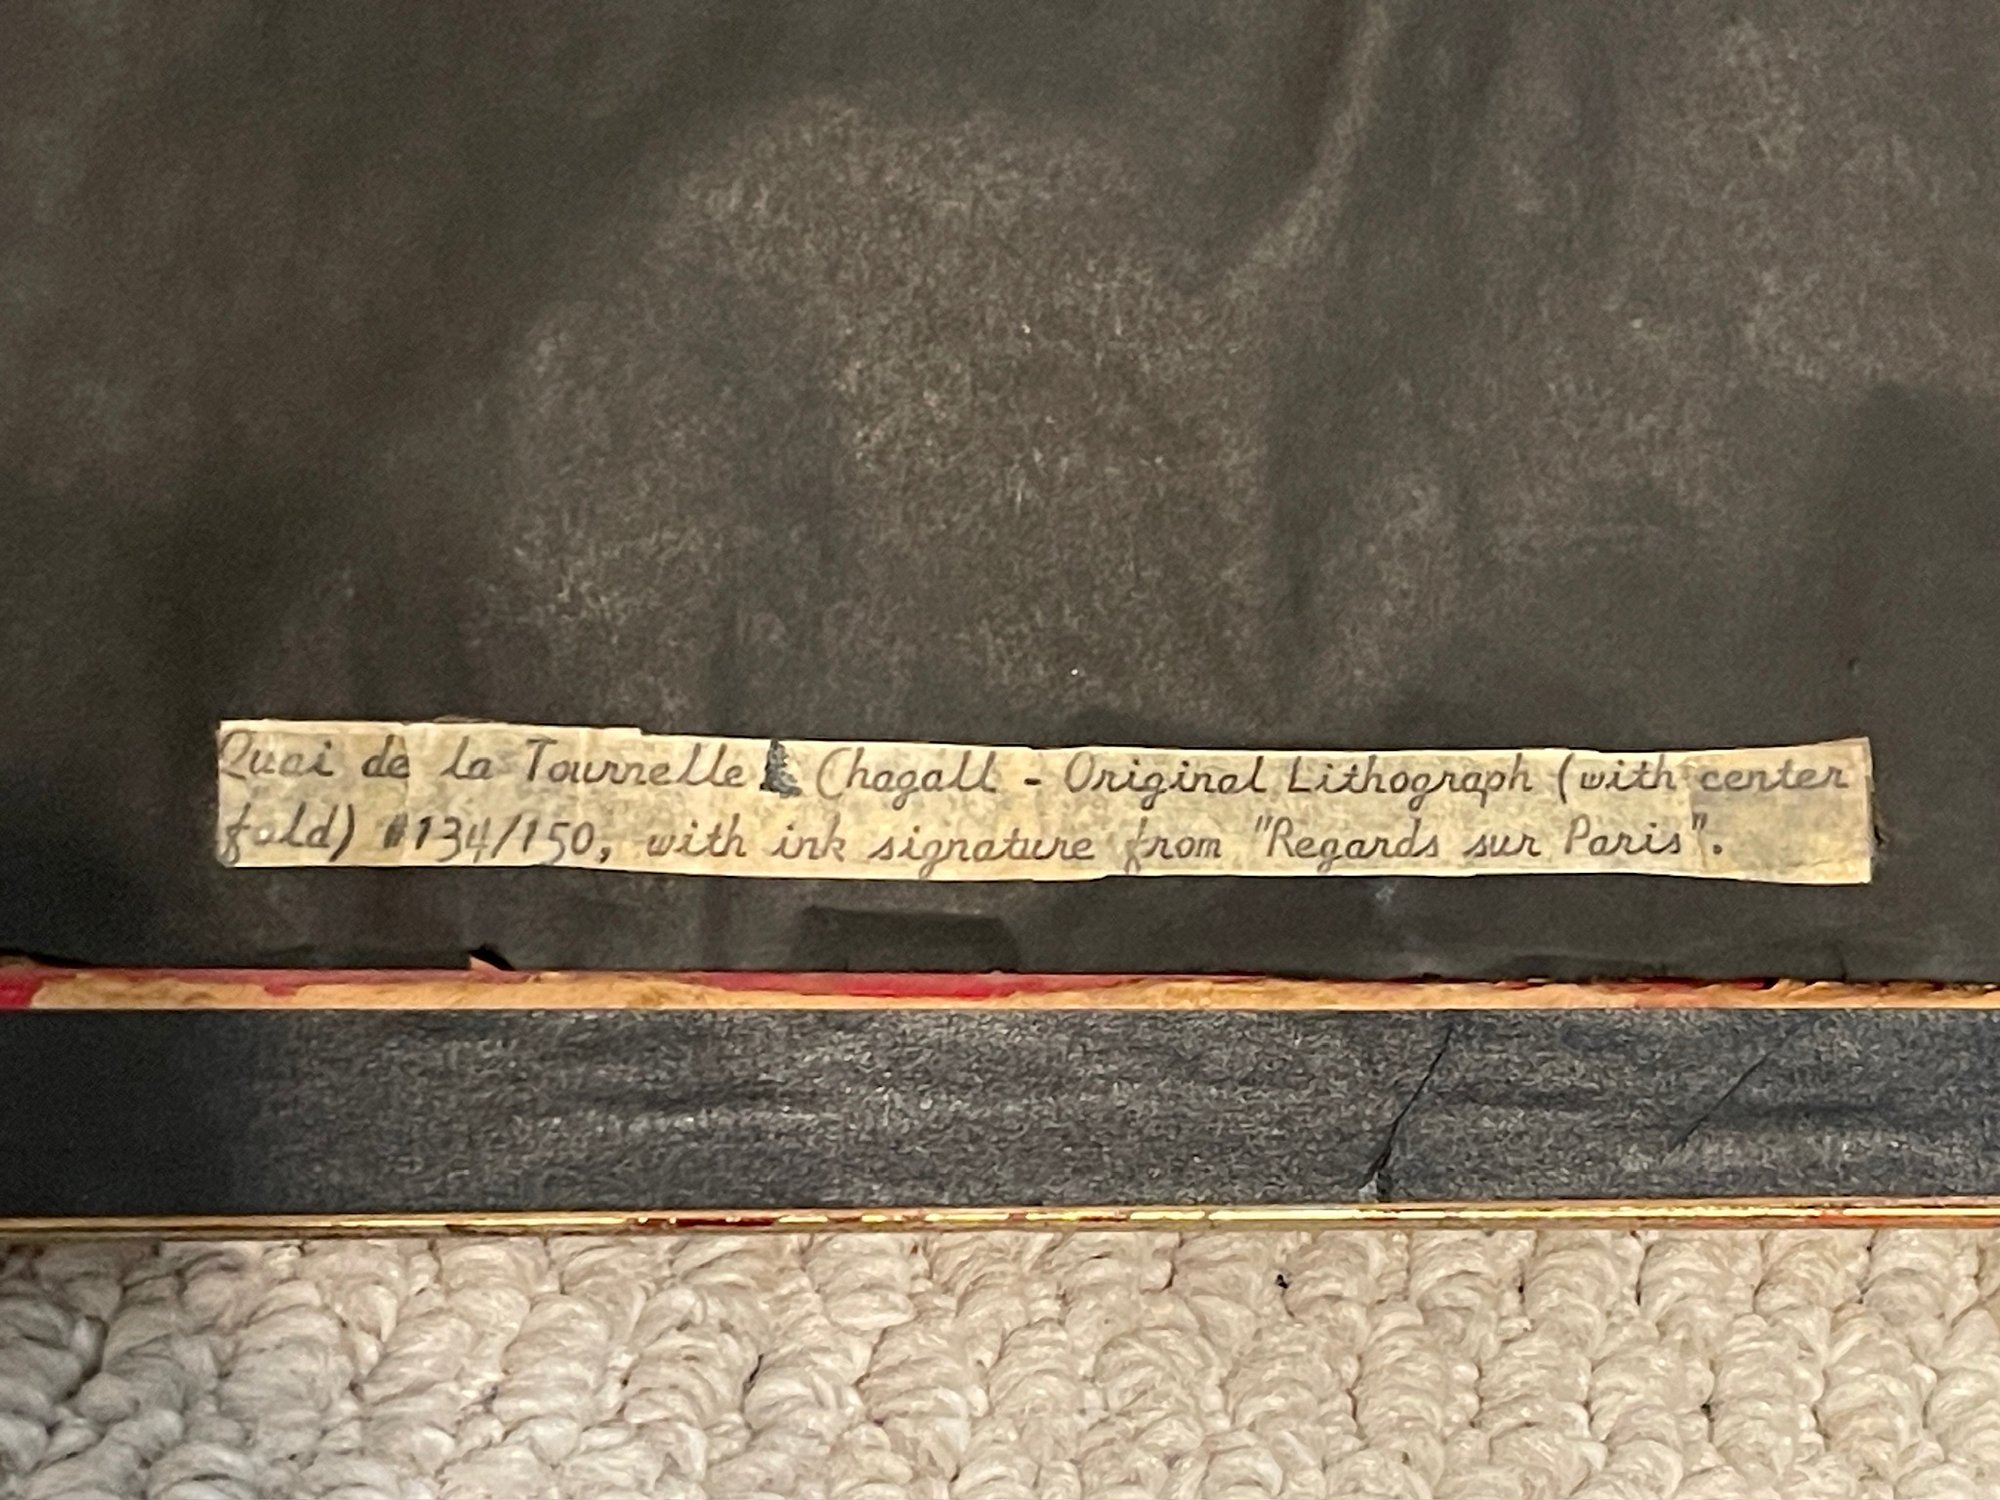 Quai de la Tournelle Chagall - Original Lithograph (with center
fold) #134/150, with ink signature from "Regards sur Paris".